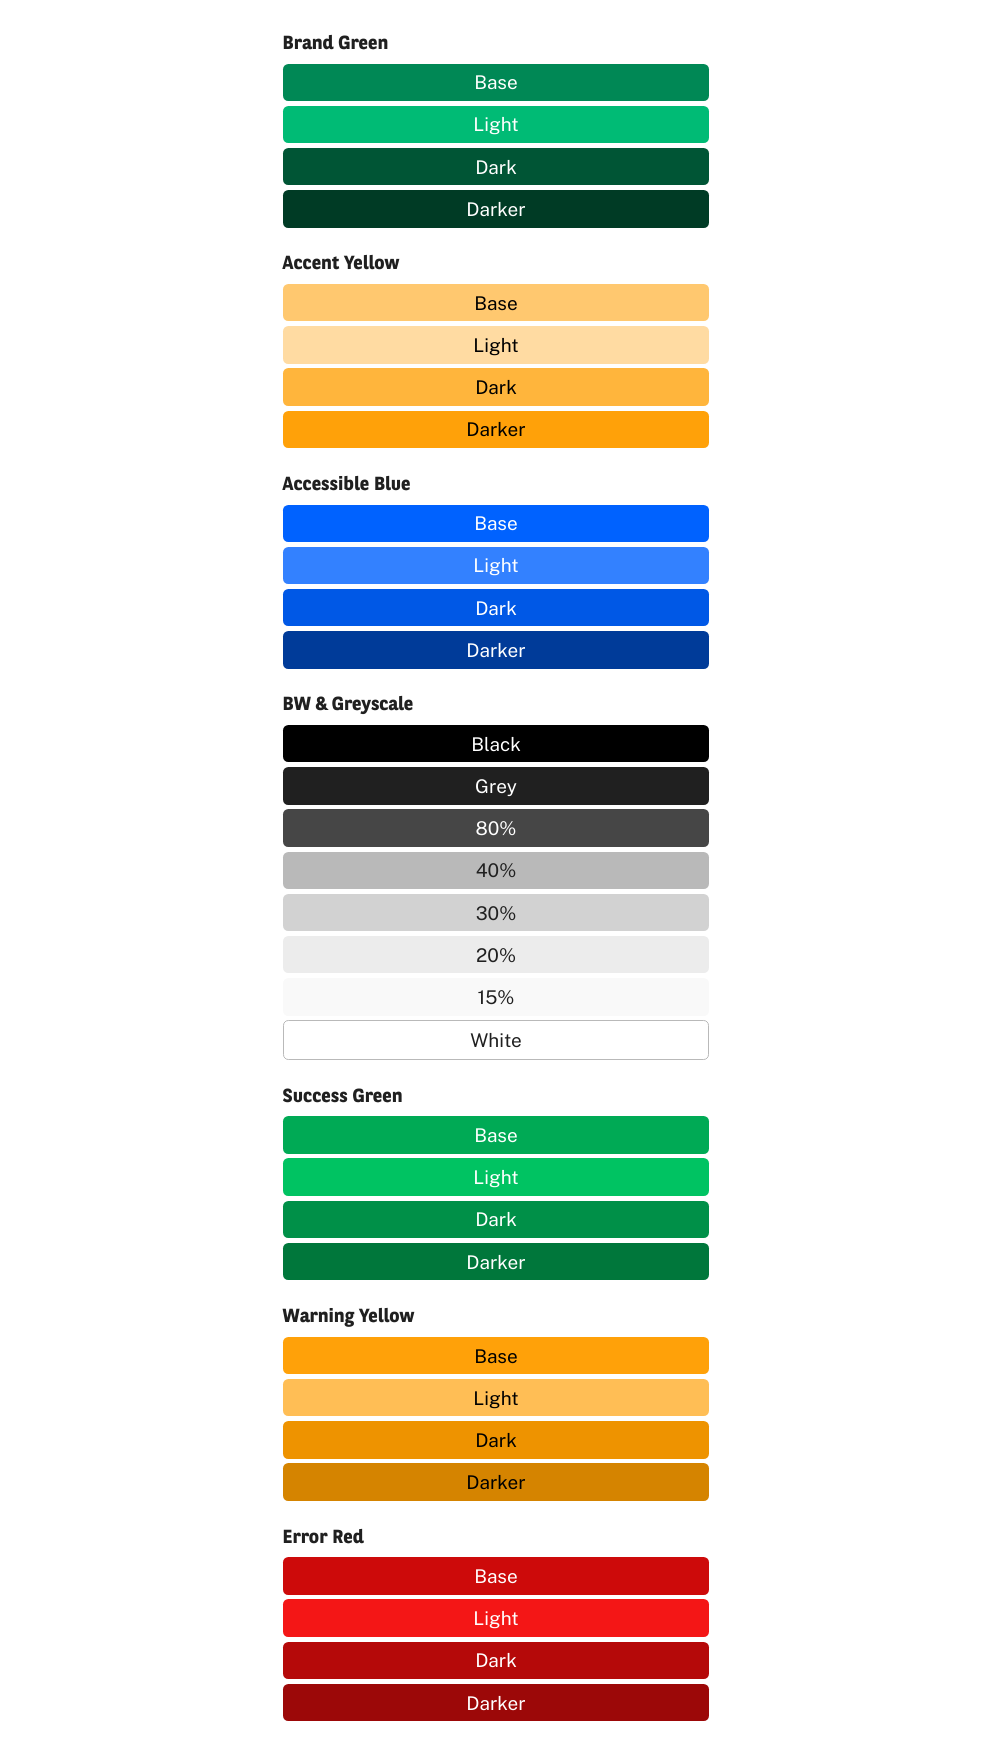 Brand Green
Base
Light
Dark
Darker
Accent Yellow
Base
Light
Dark
Darker
Accessible Blue
Base
Light
Dark
Darker
BW & Greyscale
Black
Grey
80%
40%
30%
20%
15%
White
Success Green
Base
Light
Dark
Darker
Warning Yellow
Base
Light
Dark
Darker
Error Red
Base
Light
Dark
Darker